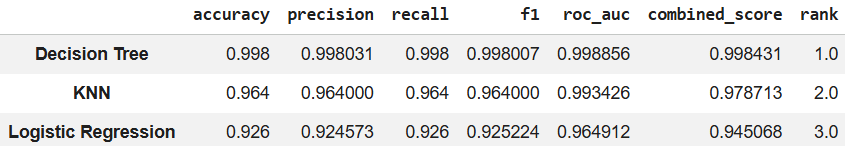 accuracy precision recall f1 roc_auc combined_score rank
Decision Tree 0.998 0.998031 0.998 0.998007 0.998856 0.998431 1.0
KNN 0.964 0.964000 0.964 0.964000 0.993426 0.978713 2.0
Logistic Regression 0.926 0.924573 0.926 0.925224 0.964912 0.945068 3.0